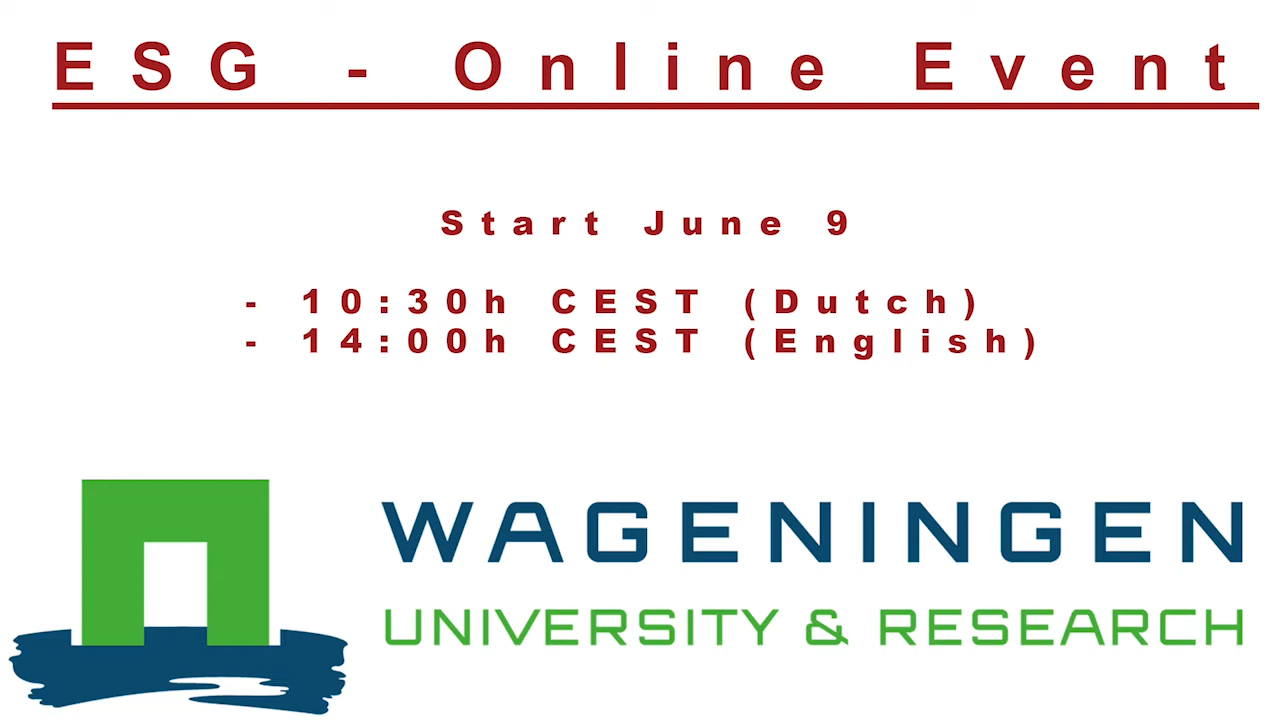 ESG - Online Event
Start June 9
- 10:30h CEST (Dutch)
- 14:00h CEST (English)
WAGENINGEN
UNIVERSITY & RESEARCH